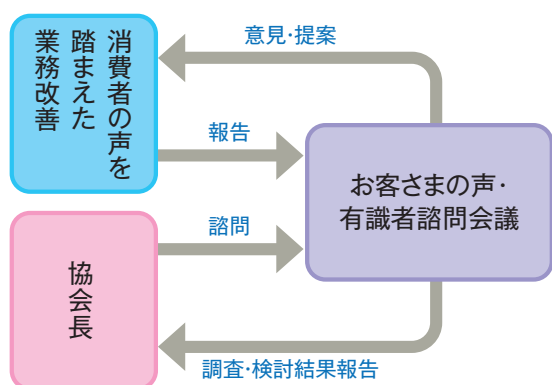 消費者の声を
踏まえた
業務改善
意見・提案
報告
お客さまの声・
有識者諮問会議
諮問
協会長
調査・検討結果報告